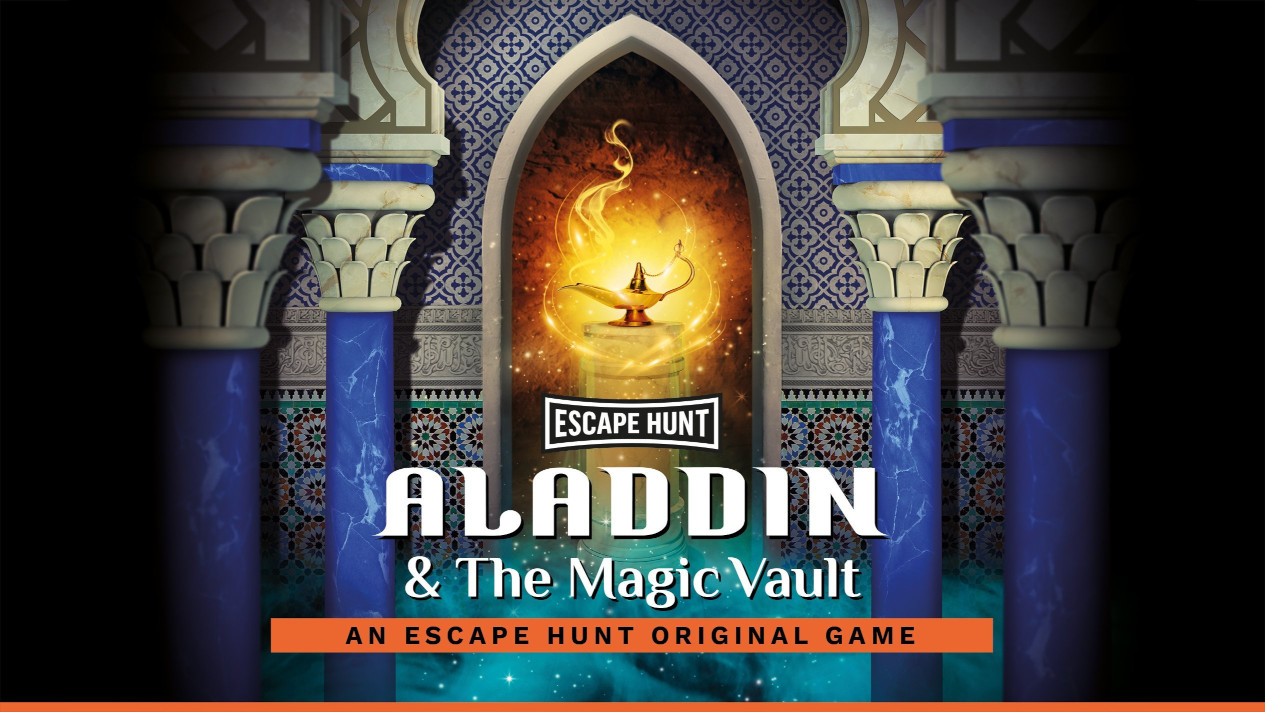 ESCAPE HUNT
ALADDIN
& The Magic Vault
AN ESCAPE HUNT ORIGINAL GAME